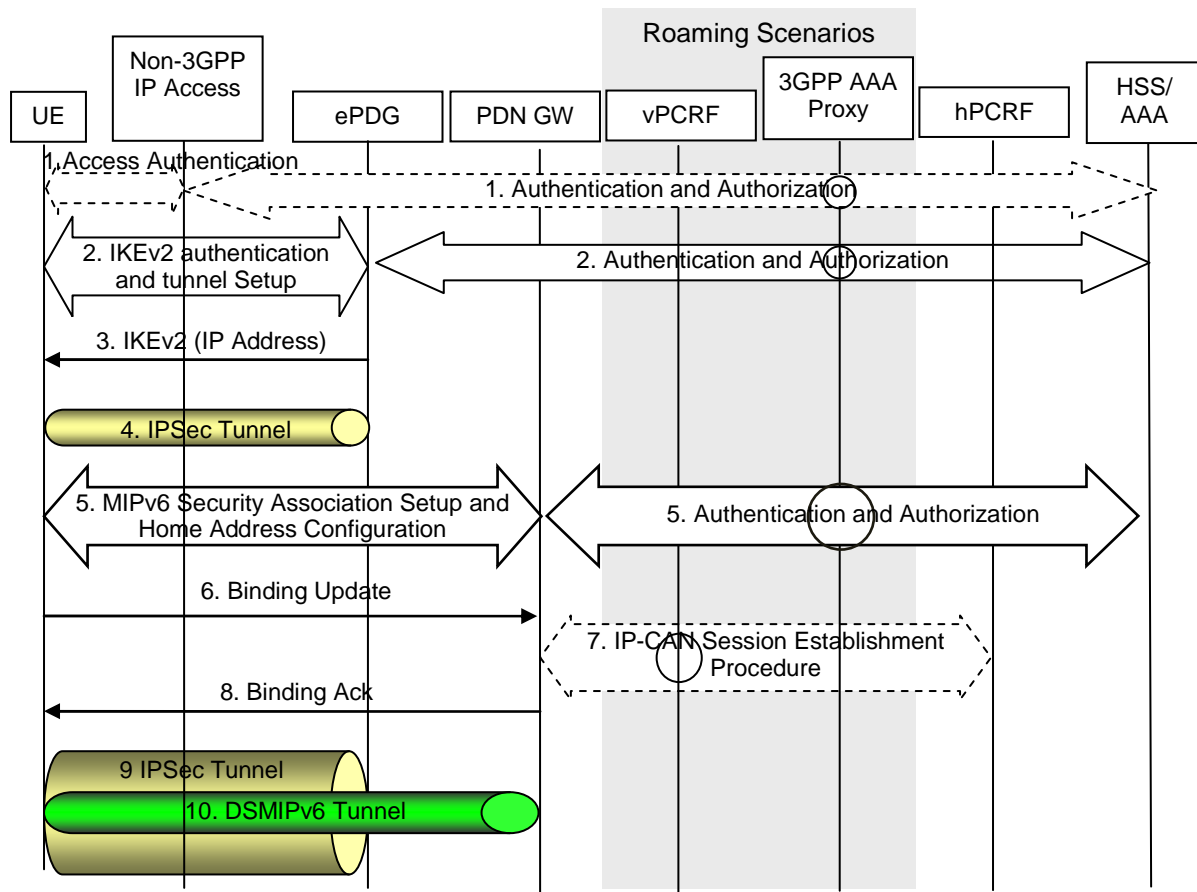 Roaming Scenarios
UE
Non-3GPP
IP Access
ePDG
PDN GW
vPCRF
3GPP AAA
Proxy
hPCRF
HSS/
AAA
1.Access Authentication
1. Authentication and Authorization
2. IKEv2 authentication
and tunnel Setup
2. Authentication and Authorization
3. IKEv2 (IP Address)
4. IPSec Tunnel
5. MIPv6 Security Association Setup and
Home Address Configuration
5. Authentication and Authorization
6. Binding Update
7. IP-CAN Session Establishment
Procedure
8. Binding Ack
9 IPSec Tunnel
10. DSMIPv6 Tunnel